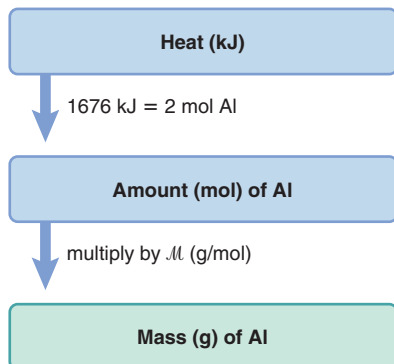 Heat (kJ)
1676 kJ = 2 mol Al
Amount (mol) of Al
multiply by ℳ (g/mol)
Mass (g) of Al